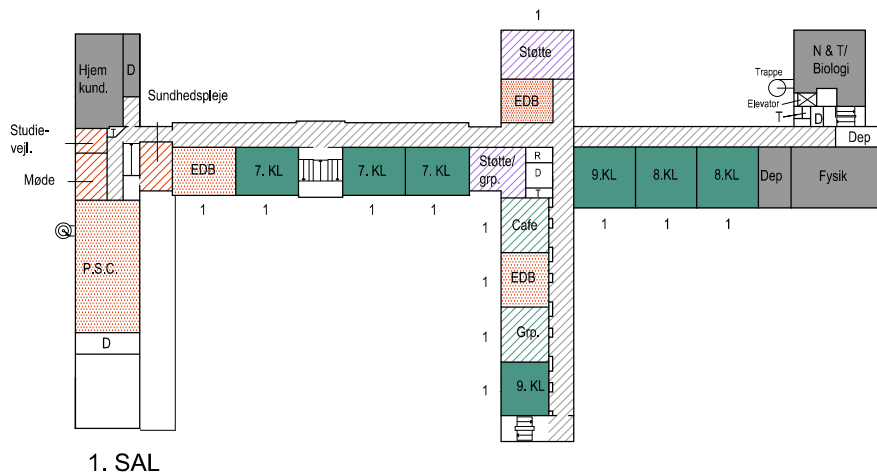 1
Støtte
Hjem
kund.
D
N & T/
Biologi
Trappe
Sundhedspleje
EDB
Elevator
T
D
Studie-
vejl.
T
Dep
Møde
EDB
7. KL
7. KL
7. KL
Støtte/
grp.
R
D
T
9.KL
8.KL
8.KL
Dep
Fysik
1
1
1
1
1
Cafe
1
1
1
P.S.C.
1
EDB
D
1
Grp.
1
9. KL
1. SAL